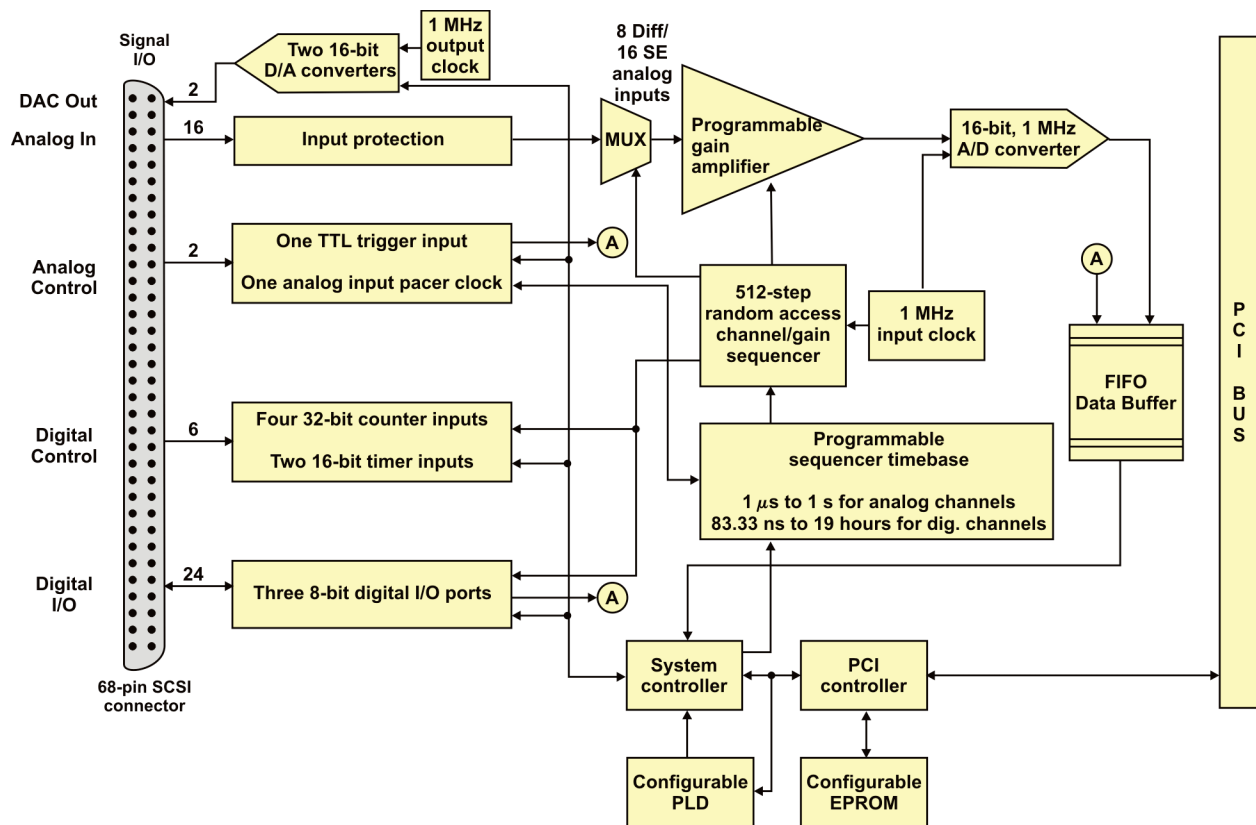 Signal
I/O
DAC Out
Analog In
Analog
Control
Digital
Control
Digital
I/O
68-pin SCSI
connector
2
16
2
6
24
Two 16-bit
D/A converters
1 MHz
output
clock
Input protection
8 Diff/
16 SE
analog
inputs
MUX
Programmable
gain
amplifier
16-bit, 1 MHz
A/D converter
One TTL trigger input
One analog input pacer clock
A
512-step
random access
channel/gain
sequencer
1 MHz
input clock
A
FIFO
Data Buffer
Four 32-bit counter inputs
Two 16-bit timer inputs
Programmable
sequencer timebase
1 μs to 1 s for analog channels
83.33 ns to 19 hours for dig. channels
Three 8-bit digital I/O ports
A
System
controller
PCI
controller
Configurable
PLD
Configurable
EPROM
PCI BUS